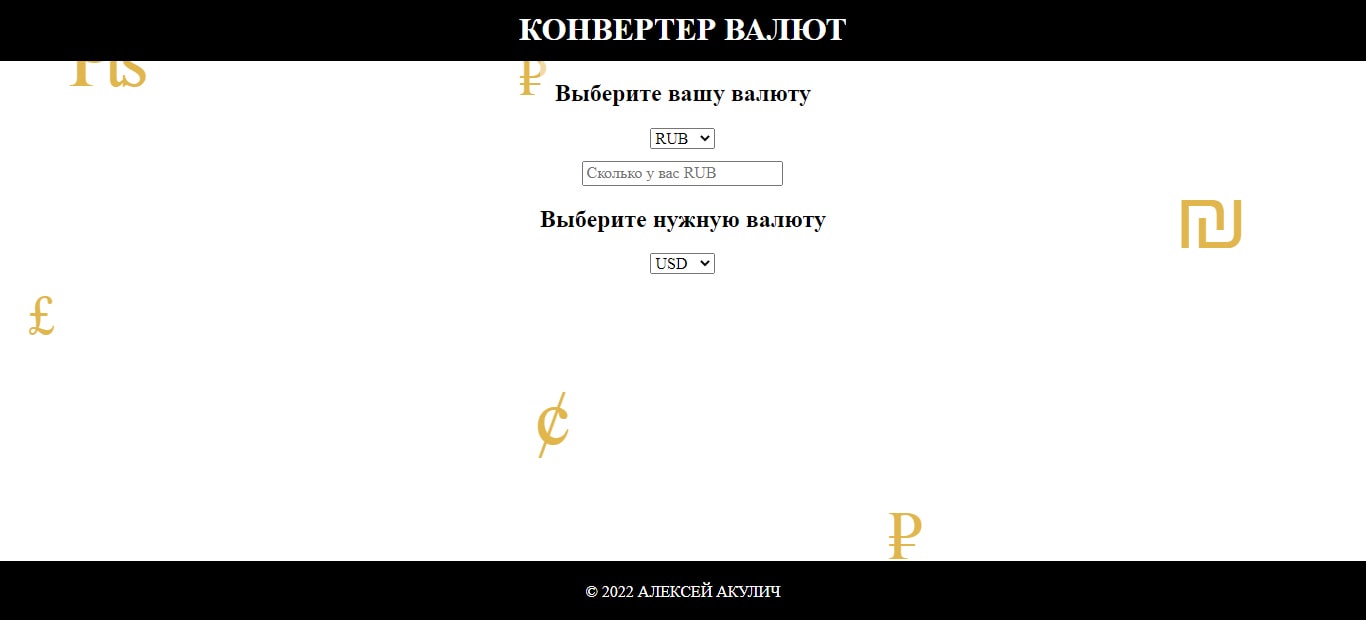 КОНВЕРТЕР ВАЛЮТ
₧
₽
Выберите вашу валюту
RUB
Сколько у вас RUB
Выберите нужную валюту
₪
USD
£
¢
₽
© 2022 АЛЕКСЕЙ АКУЛИЧ